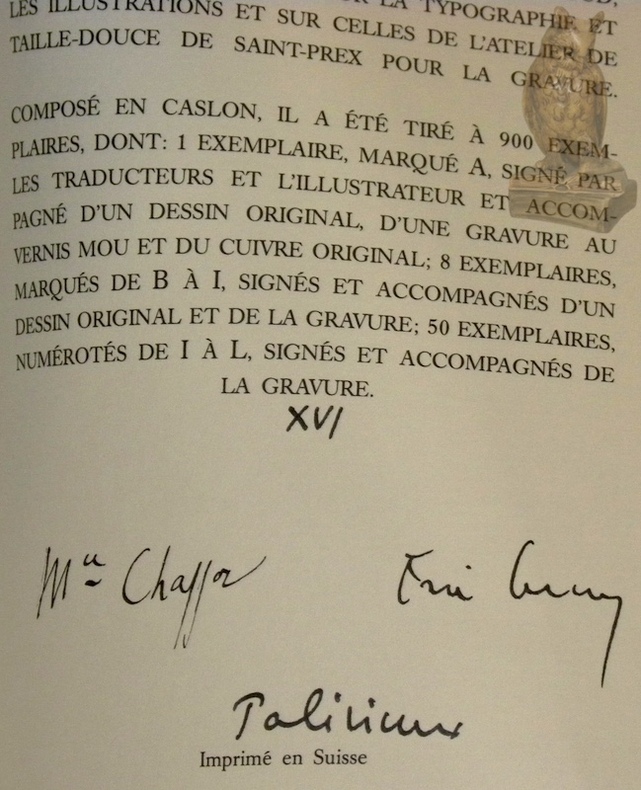 LES ILLUSTRATIONS ET SUR CELLES DE L'ATELIER DE
LA TYPOGRAPHIE ET
TAILLE-DOUCE DE SAINT-PREX POUR LA GRAVURE.
COMPOSÉ EN CASLON, IL A ÉTÉ TIRÉ À 900 EXEM-
PLAIRES, DONT: 1 EXEMPLAIRE, MARQUÉ A, SIGNÉ PAR
LES TRADUCTEURS ET L'ILLUSTRATEUR ET ACCOM-
PAGNÉ D'UN DESSIN ORIGINAL, D'UNE GRAVURE AU
VERNIS MOU ET DU CUIVRE ORIGINAL; 8 EXEMPLAIRES,
MARQUÉS DE B À I, SIGNÉS ET ACCOMPAGNÉS D'UN
DESSIN ORIGINAL ET DE LA GRAVURE; 50 EXEMPLAIRES,
NUMÉROTÉS DE I À L, SIGNÉS ET ACCOMPAGNÉS DE
LA GRAVURE.
XVI
Imprimé en Suisse